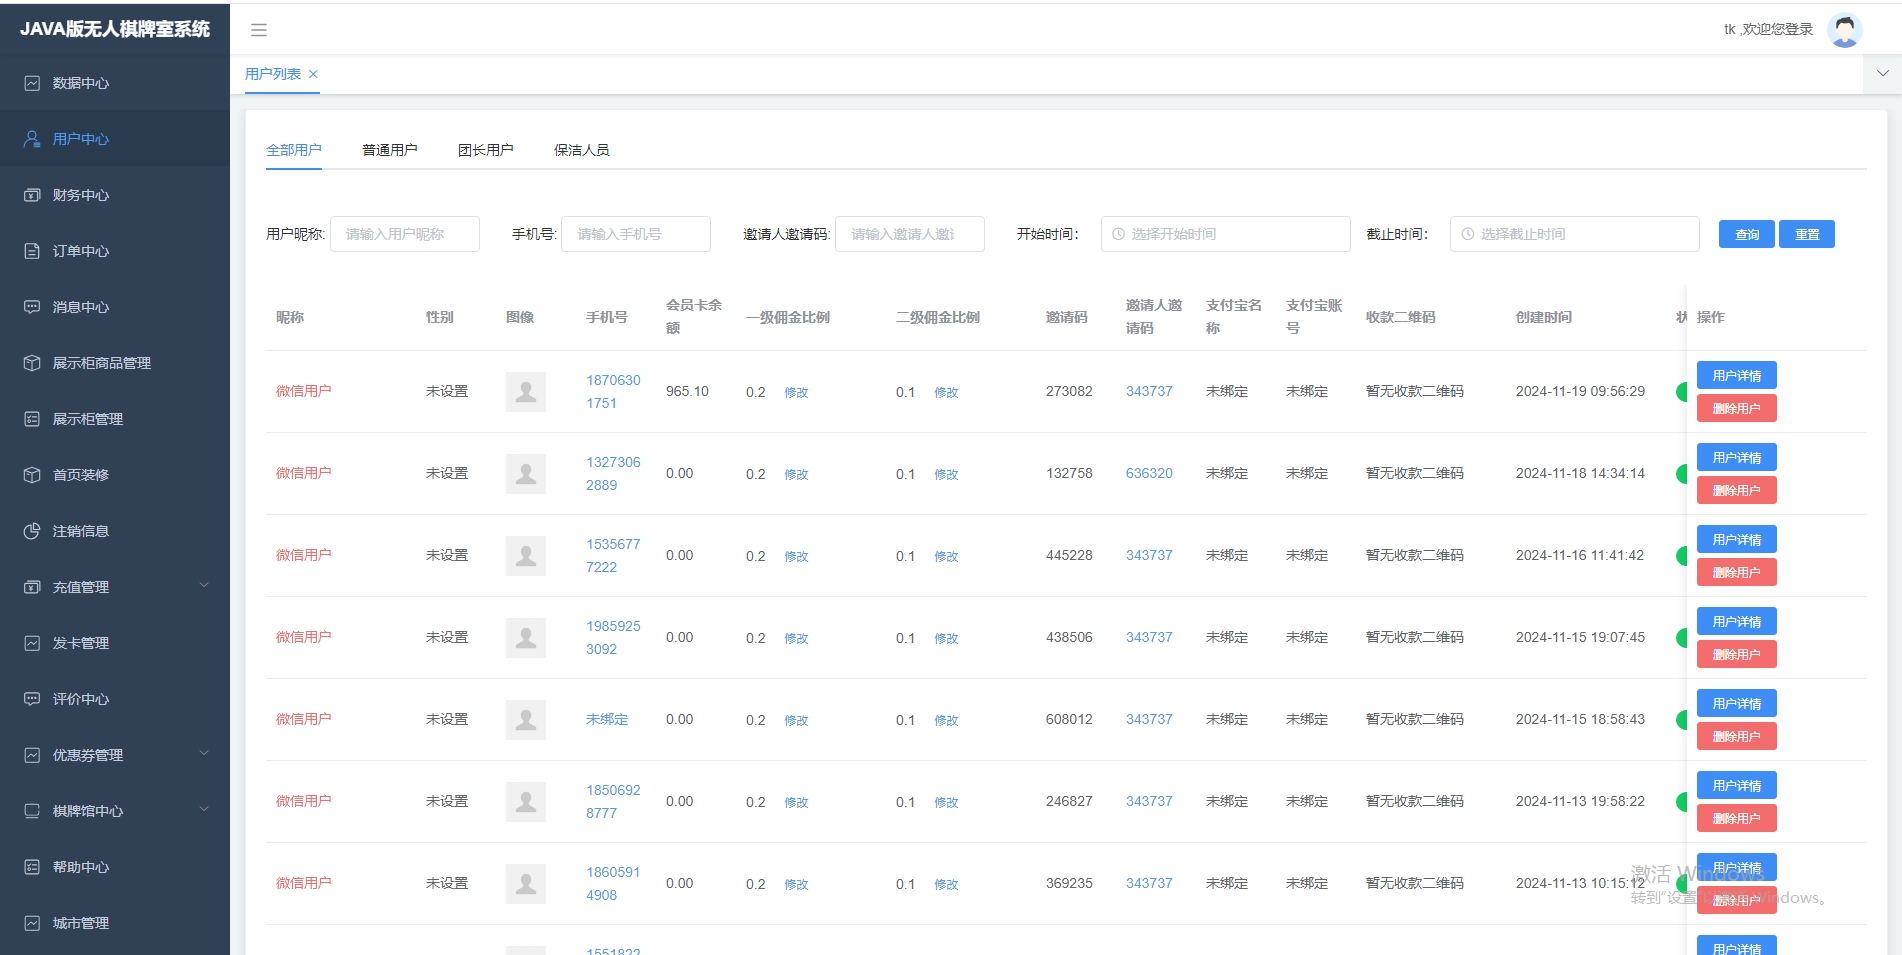 JAVA版无人棋牌室系统
tk ,欢迎您登录
数据中心
用户中心
财务中心
订单中心
消息中心
展示柜商品管理
展示柜管理
首页装修
注销信息
充值管理
发卡管理
评价中心
优惠券管理
棋牌馆中心
帮助中心
城市管理
用户列表
全部用户 普通用户 团长用户 保洁人员
用户昵称: 请输入用户昵称 手机号: 请输入手机号 邀请人邀请码: 请输入邀请人邀 开始时间: 选择开始时间 截止时间: 选择截止时间 查询 重置
昵称 性别 图像 手机号 会员卡余额 一级佣金比例 二级佣金比例 邀请码 邀请人邀请码 支付宝名称 支付宝账号 收款二维码 创建时间 操作
微信用户 未设置 18706301751 965.10 0.2 修改 0.1 修改 273082 343737 未绑定 未绑定 暂无收款二维码 2024-11-19 09:56:29 用户详情 删除用户
微信用户 未设置 13273062889 0.00 0.2 修改 0.1 修改 132758 636320 未绑定 未绑定 暂无收款二维码 2024-11-18 14:34:14 用户详情 删除用户
微信用户 未设置 15356777222 0.00 0.2 修改 0.1 修改 445228 343737 未绑定 未绑定 暂无收款二维码 2024-11-16 11:41:42 用户详情 删除用户
微信用户 未设置 19859253092 0.00 0.2 修改 0.1 修改 438506 343737 未绑定 未绑定 暂无收款二维码 2024-11-15 19:07:45 用户详情 删除用户
微信用户 未设置 未绑定 0.00 0.2 修改 0.1 修改 608012 343737 未绑定 未绑定 暂无收款二维码 2024-11-15 18:58:43 用户详情 删除用户
微信用户 未设置 18506928777 0.00 0.2 修改 0.1 修改 246827 343737 未绑定 未绑定 暂无收款二维码 2024-11-13 19:58:22 用户详情 删除用户
微信用户 未设置 18605914908 0.00 0.2 修改 0.1 修改 369235 343737 未绑定 未绑定 暂无收款二维码 2024-11-13 10:15:12 用户详情 删除用户
激活 Windows
转到"设置 Windows。
1551822 用户详情